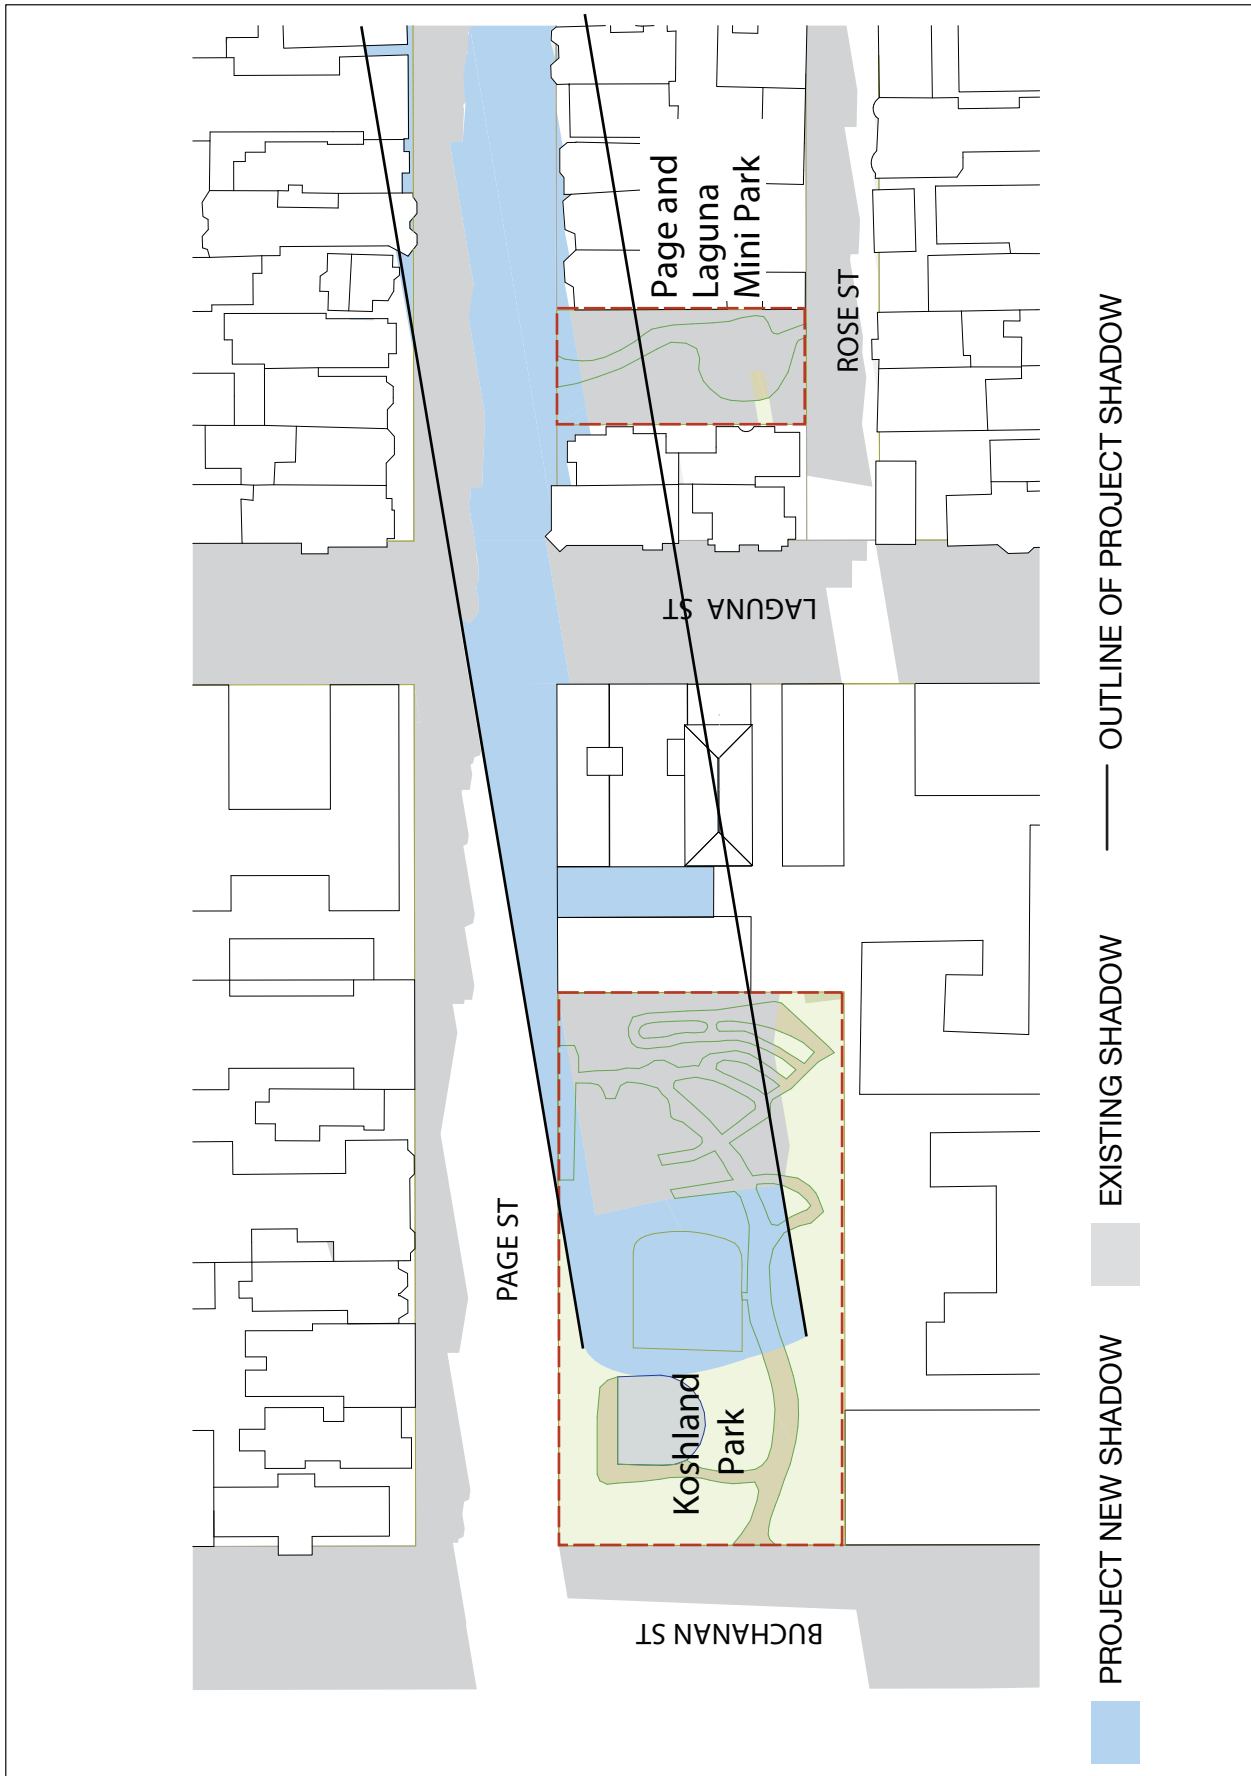 Page and
Laguna
Mini Park
ROSE ST
LAGUNA ST
PAGE ST
Koshland
Park
BUCHANAN ST
PROJECT NEW SHADOW
EXISTING SHADOW
OUTLINE OF PROJECT SHADOW